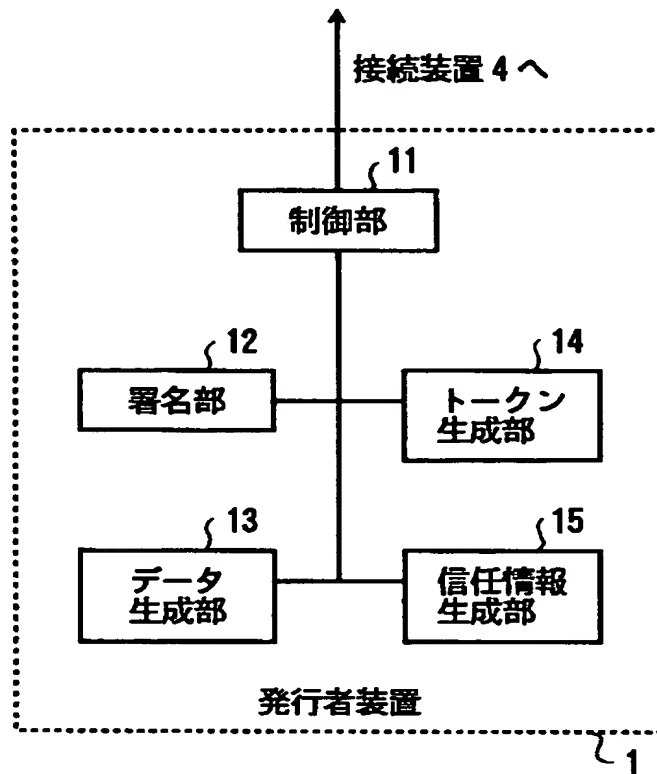 接続装置4へ
11
制御部
12
署名部
14
トークン
生成部
13
データ
生成部
15
信任情報
生成部
発行者装置
1